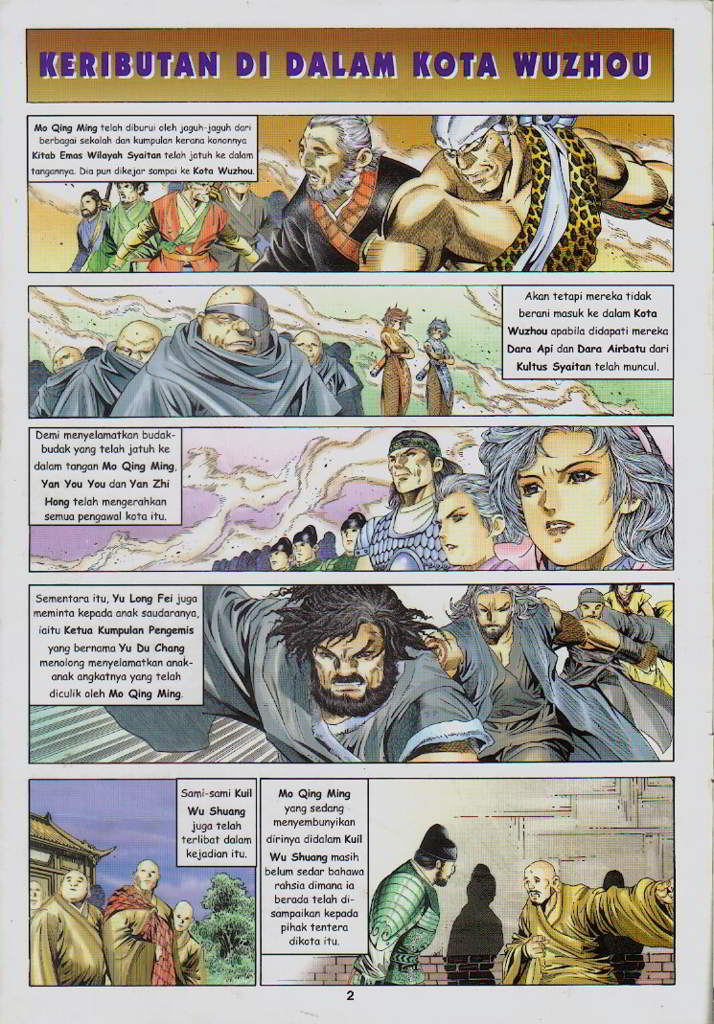 KERIBUTAN DI DALAM KOTA WUZHOU
Mo Qing Ming telah diburui oleh jaguh-jaguh dari
berbagai sekolah dan kumpulan kerana kononnya
Kitab Emas Wilayah Syaitan telah jatuh ke dalam
tangannya. Dia pun dikejar sampai ke Kota Wuzhou.
Akan tetapi mereka tidak
berani masuk ke dalam Kota
Wuzhou apabila didapati mereka
Dara Api dan Dara Airbatu dari
Kultus Syaitan telah muncul.
Demi menyelamatkan budak-
budak yang telah jatuh ke
dalam tangan Mo Qing Ming,
Yan You You dan Yan Zhi
Hong telah mengerahkan
semua pengawal kota itu.
Sementara itu, Yu Long Fei juga
meminta kepada anak saudaranya,
iaitu Ketua Kumpulan Pengemis
yang bernama Yu Du Chang
menolong menyelamatkan anak-
anak angkatnya yang telah
diculik oleh Mo Qing Ming.
Sami-sami Kuil
Wu Shuang
juga telah
terlibat dalam
kejadian itu.
Mo Qing Ming
yang sedang
menyembunyikan
dirinya didalam Kuil
Wu Shuang masih
belum sedar bahawa
rahsia dimana ia
berada telah di-
sampaikan kepada
pihak tentera
dikota itu.
2